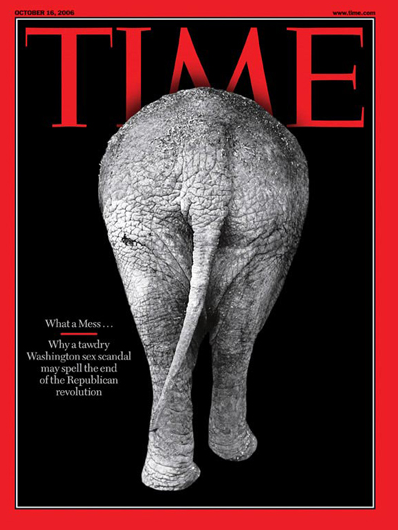 OCTOBER 16, 2006
www.time.com
TIME
What a Mess . . .
Why a tawdry
Washington sex scandal
may spell the end
of the Republican
revolution